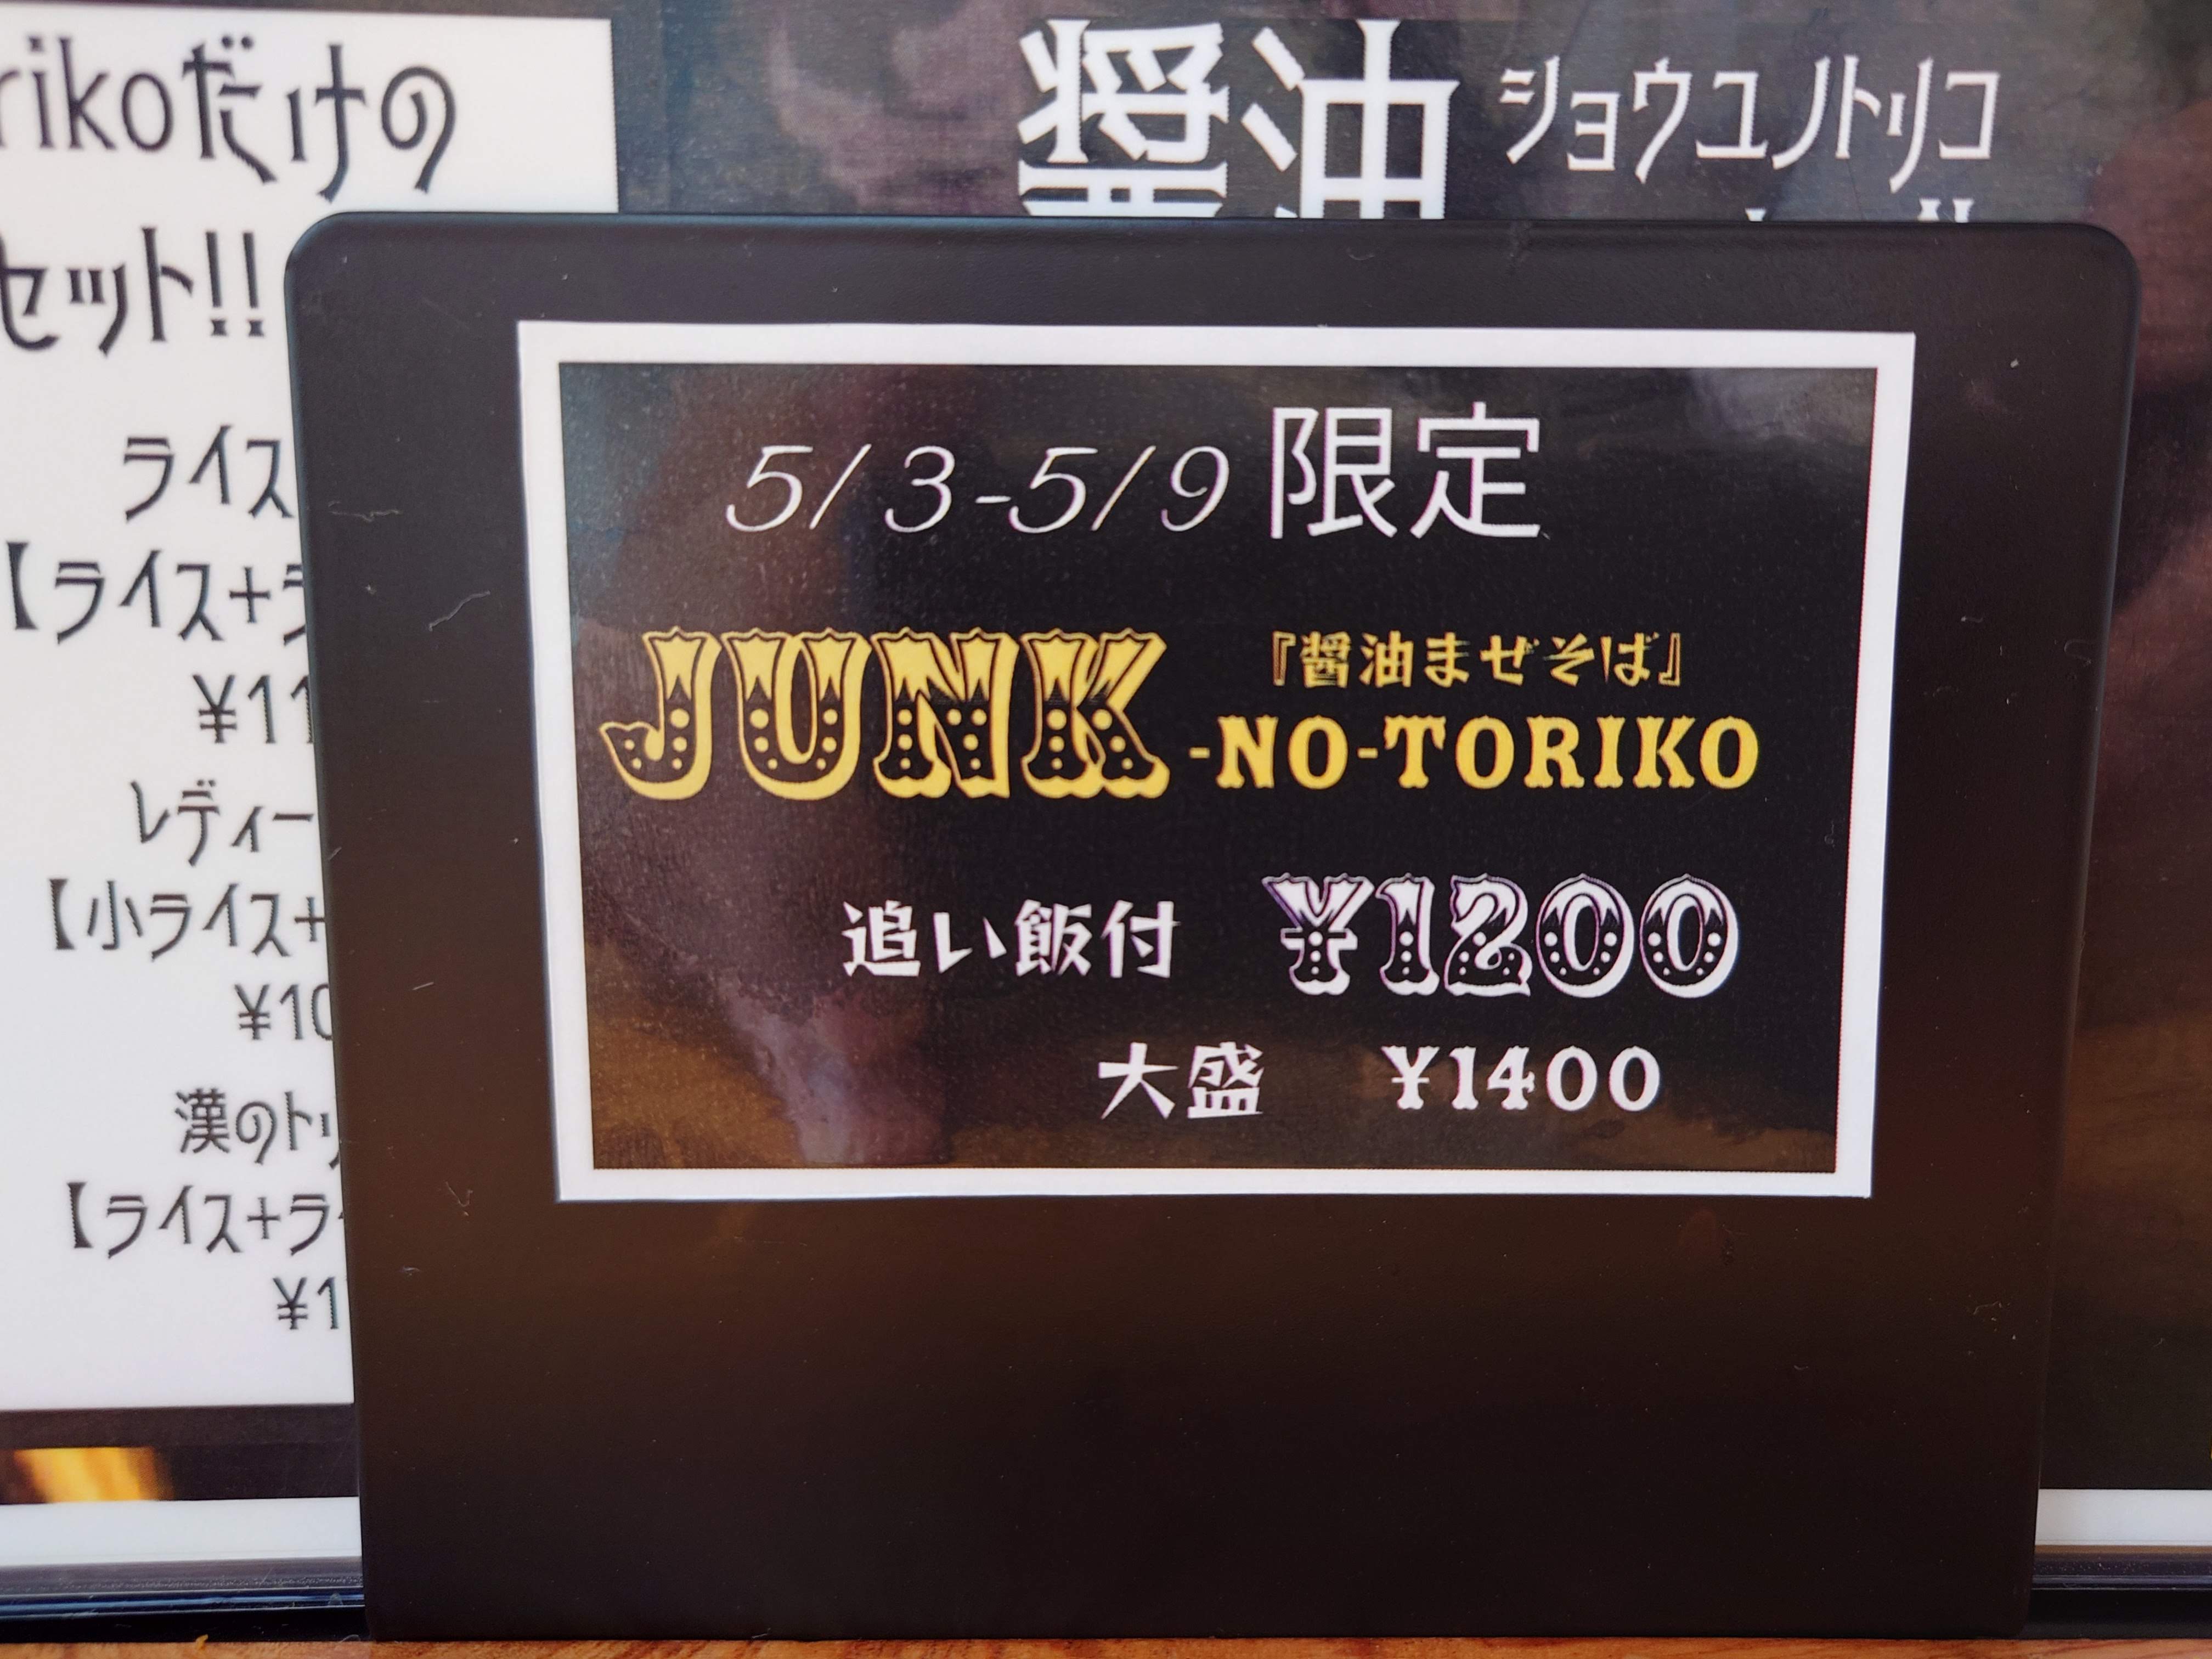 rikoだけの
セット!!
ライス
【ライス+ラ
¥11
レディー
【小ライス+
¥10
漢のトリ
【ライス+ラ
¥1
醤油 ショウユノトリコ
5/3-5/9 限定
『醤油まぜそば』
JUNK -NO-TORIKO
追い飯付 ¥1200
大盛 ¥1400